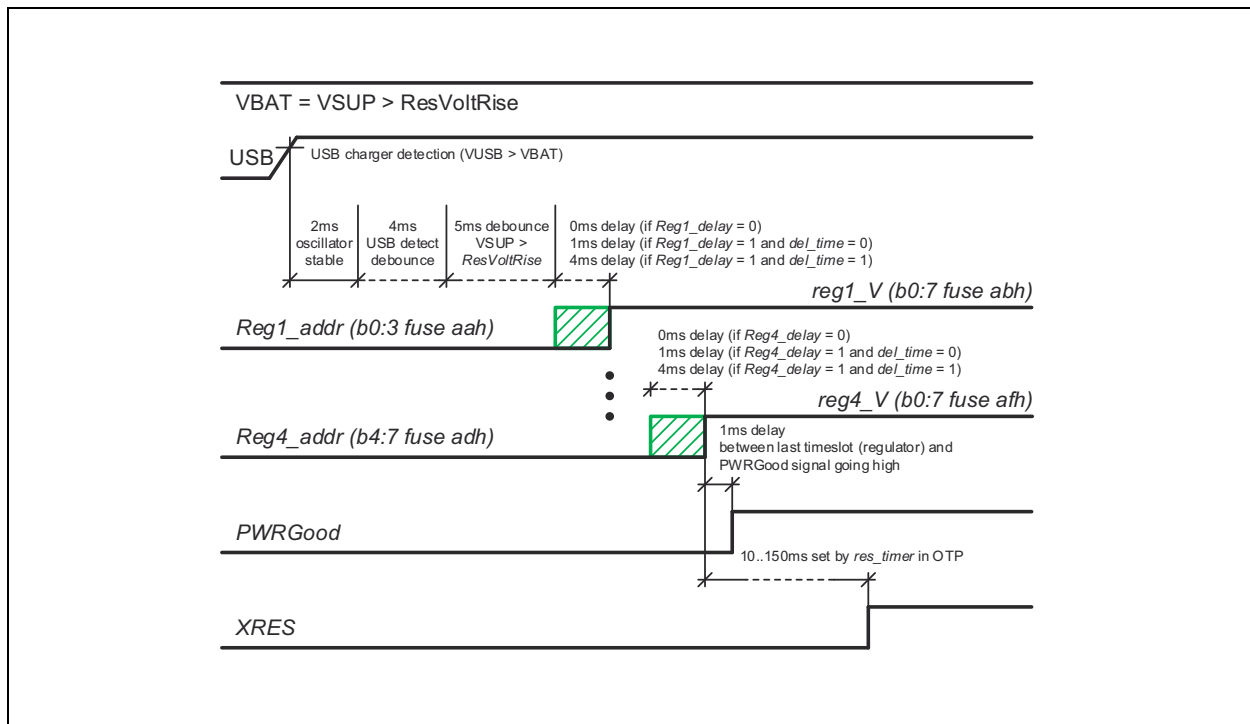 VBAT = VSUP > ResVoltRise
USB
USB charger detection (VUSB > VBAT)
2ms
oscillator
stable
4ms
USB detect
debounce
5ms debounce
VSUP >
ResVoltRise
0ms delay (if Reg1_delay = 0)
1ms delay (if Reg1_delay = 1 and del_time = 0)
4ms delay (if Reg1_delay = 1 and del_time = 1)
reg1_V (b0:7 fuse abh)
Reg1_addr (b0:3 fuse aah)
0ms delay (if Reg4_delay = 0)
1ms delay (if Reg4_delay = 1 and del_time = 0)
4ms delay (if Reg4_delay = 1 and del_time = 1)
reg4_V (b0:7 fuse afh)
Reg4_addr (b4:7 fuse adh)
1ms delay
between last timeslot (regulator) and
PWRGood signal going high
PWRGood
10..150ms set by res_timer in OTP
XRES